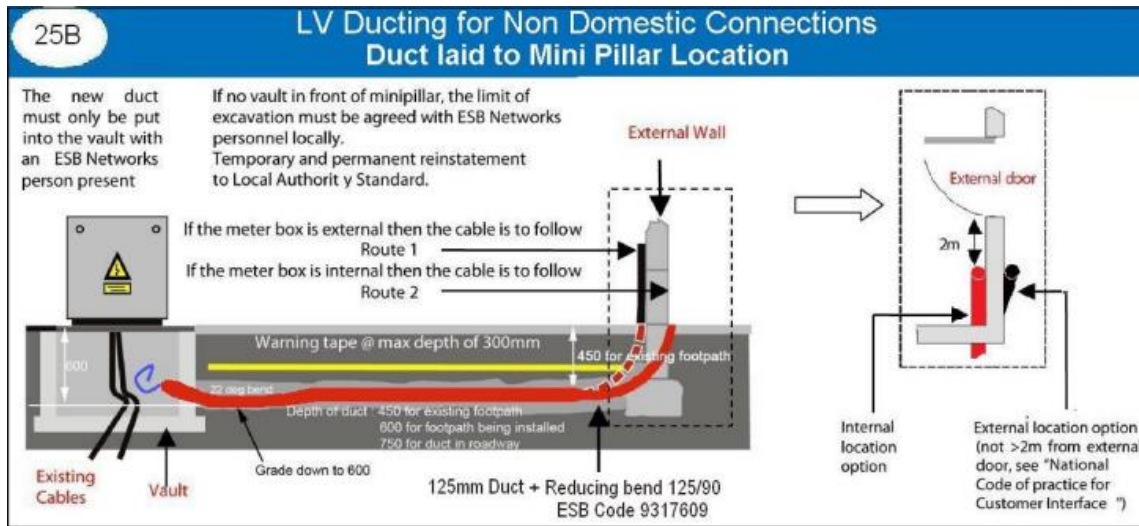 25B
LV Ducting for Non Domestic Connections
Duct laid to Mini Pillar Location
The new duct
must only be put
into the vault with
an ESB Networks
person present
If no vault in front of minipillar, the limit of
excavation must be agreed with ESB Networks
personnel locally.
Temporary and permanent reinstatement
to Local Authorit y Standard.
External Wall
If the meter box is external then the cable is to follow
Route 1
If the meter box is internal then the cable is to follow
Route 2
External door
2m
Warning tape @ max depth of 300mm
600
450 for existing footpath
22 deg bend
Depth of duct : 450 for existing footpath
600 for footpath being installed
750 for duct in roadway
Grade down to 600
Existing
Cables
Vault
125mm Duct + Reducing bend 125/90
ESB Code 9317609
Internal
location
option
External location option
(not >2m from external
door, see "National
Code of practice for
Customer Interface ")